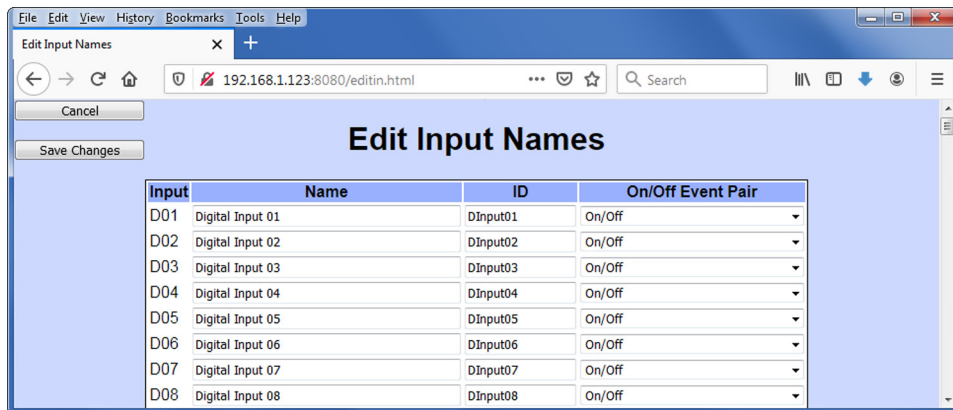 File Edit View History Bookmarks Tools Help
Edit Input Names
192.168.1.123:8080/editin.html Search
Cancel
Save Changes
Edit Input Names
Input Name ID On/Off Event Pair
D01 Digital Input 01 DInput01 On/Off
D02 Digital Input 02 DInput02 On/Off
D03 Digital Input 03 DInput03 On/Off
D04 Digital Input 04 DInput04 On/Off
D05 Digital Input 05 DInput05 On/Off
D06 Digital Input 06 DInput06 On/Off
D07 Digital Input 07 DInput07 On/Off
D08 Digital Input 08 DInput08 On/Off